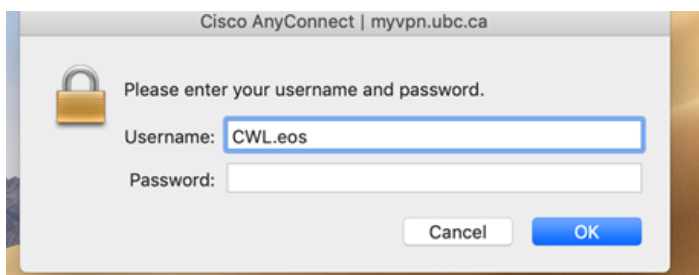 Cisco AnyConnect | myvpn.ubc.ca
Please enter your username and password.
Username: CWL.eos
Password:
Cancel OK